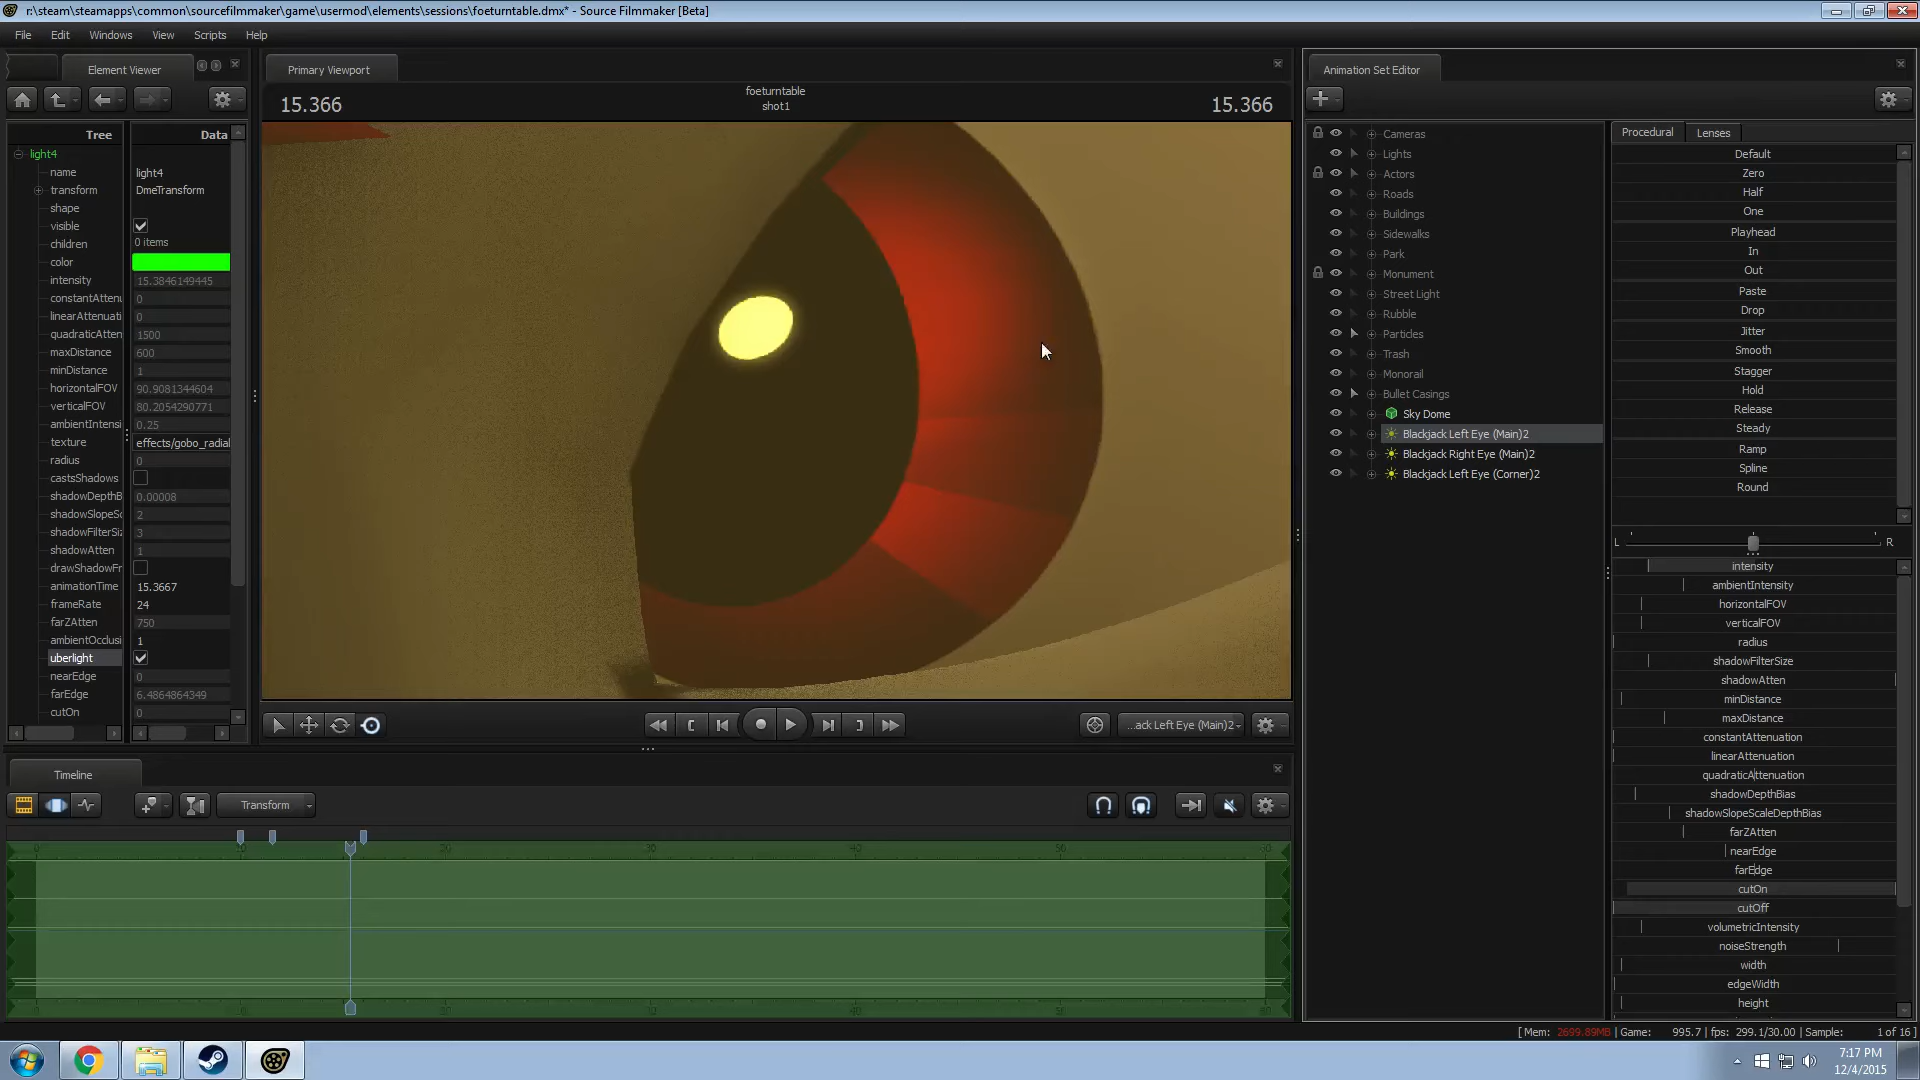 r:\steam\steamapps\common\sourcefilmmaker\game\usermod\elements\sessions\foeturntable.dmx* - Source Filmmaker [Beta]
File Edit Windows View Scripts Help
Element Viewer
Primary Viewport
Animation Set Editor
15.366
foeturntable
shot1
15.366
Tree Data
light4
name light4
transform DmeTransform
shape
visible
children 0 items
color
intensity 15.3846149445
constantAttenu 0
linearAttenuati 0
quadraticAtten 1500
maxDistance 600
minDistance 1
horizontalFOV 90.9081344604
verticalFOV 80.2054290771
ambientIntensi 0.25
texture effects/gobo_radial
radius 0
castsShadows
shadowDepthB 0.00008
shadowSlopeSc 2
shadowFilterSiz 3
shadowAtten 1
drawShadowFr
animationTime 15.3667
frameRate 24
farZAtten 750
ambientOcclusi 1
uberlight
nearEdge 0
farEdge 6.4864864349
cutOn 0
Cameras
Lights
Actors
Roads
Buildings
Sidewalks
Park
Monument
Street Light
Rubble
Particles
Trash
Monorail
Bullet Casings
Sky Dome
Blackjack Left Eye (Main)2
Blackjack Right Eye (Main)2
Blackjack Left Eye (Corner)2
Procedural Lenses
Default
Zero
Half
One
Playhead
In
Out
Paste
Drop
Jitter
Smooth
Stagger
Hold
Release
Steady
Ramp
Spline
Round
L R
intensity
ambientIntensity
horizontalFOV
verticalFOV
radius
shadowFilterSize
shadowAtten
minDistance
maxDistance
constantAttenuation
linearAttenuation
quadraticAttenuation
shadowDepthBias
shadowSlopeScaleDepthBias
farZAtten
nearEdge
farEdge
cutOn
cutOff
volumetricIntensity
noiseStrength
width
edgeWidth
height
...ack Left Eye (Main)2
Timeline
Transform
[ Mem: 2699.89MB | Game: 995.7 | fps: 299.1/30.00 | Sample: 1 of 16 ]
7:17 PM
12/4/2015